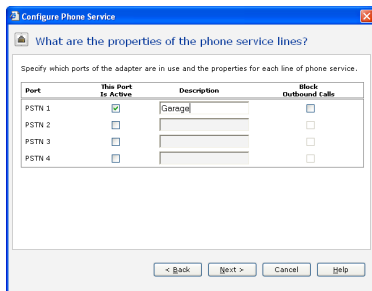 Configure Phone Service
What are the properties of the phone service lines?
Specify which ports of the adapter are in use and the properties for each line of phone service.
Port This Port Is Active Description Block Outbound Calls
PSTN 1 Garage
PSTN 2
PSTN 3
PSTN 4
< Back Next > Cancel Help